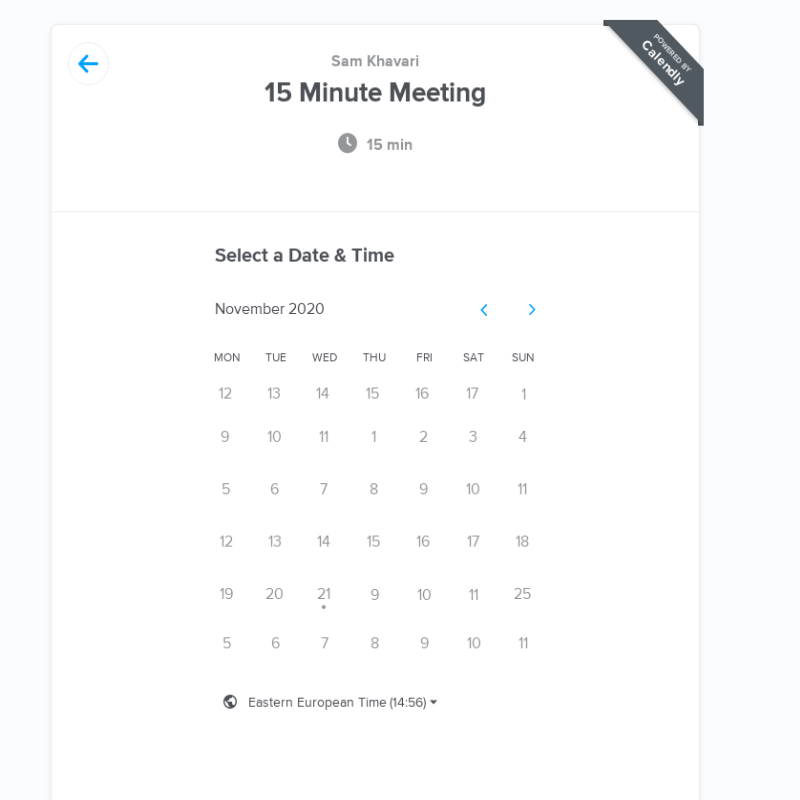 POWERED BY
Calendly
Sam Khavari
15 Minute Meeting
15 min
Select a Date & Time
November 2020
MON TUE WED THU FRI SAT SUN
12 13 14 15 16 17 1
9 10 11 1 2 3 4
5 6 7 8 9 10 11
12 13 14 15 16 17 18
19 20 21 9 10 11 25
5 6 7 8 9 10 11
Eastern European Time (14:56)